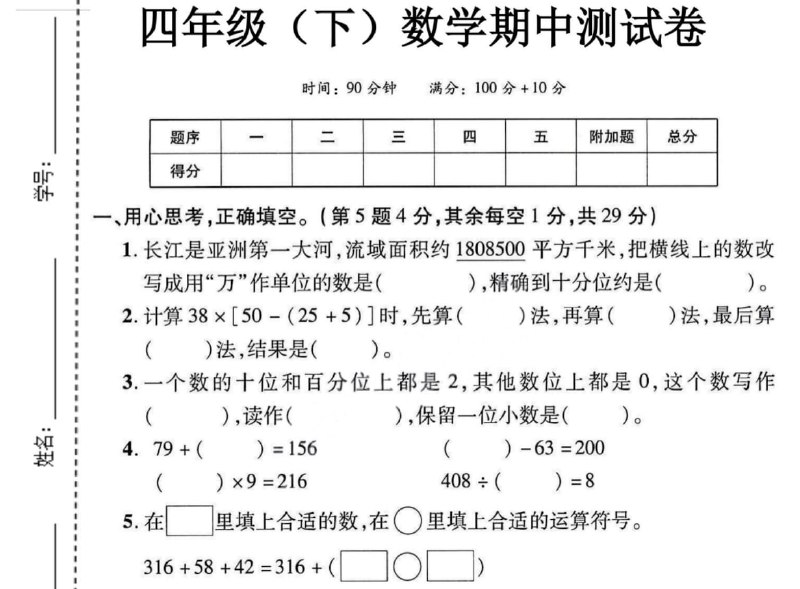 四年级（下）数学期中测试卷
时间：90 分钟 满分：100 分 +10 分
题序 一 二 三 四 五 附加题 总分
得分
学号：
姓名：
一、用心思考，正确填空。（第 5 题 4 分，其余每空 1 分，共 29 分）
1. 长江是亚洲第一大河，流域面积约 1808500 平方千米，把横线上的数改
写成用“万”作单位的数是（ ），精确到十分位约是（ ）。
2. 计算 38 × [50 - (25 + 5)] 时，先算（ ）法，再算（ ）法，最后算
（ ）法，结果是（ ）。
3. 一个数的十位和百分位上都是 2，其他数位上都是 0，这个数写作
（ ），读作（ ），保留一位小数是（ ）。
4. 79 + ( ) = 156 ( ) - 63 = 200
( ) × 9 = 216 408 ÷ ( ) = 8
5. 在□里填上合适的数，在○里填上合适的运算符号。
316 + 58 + 42 = 316 + (□○□)